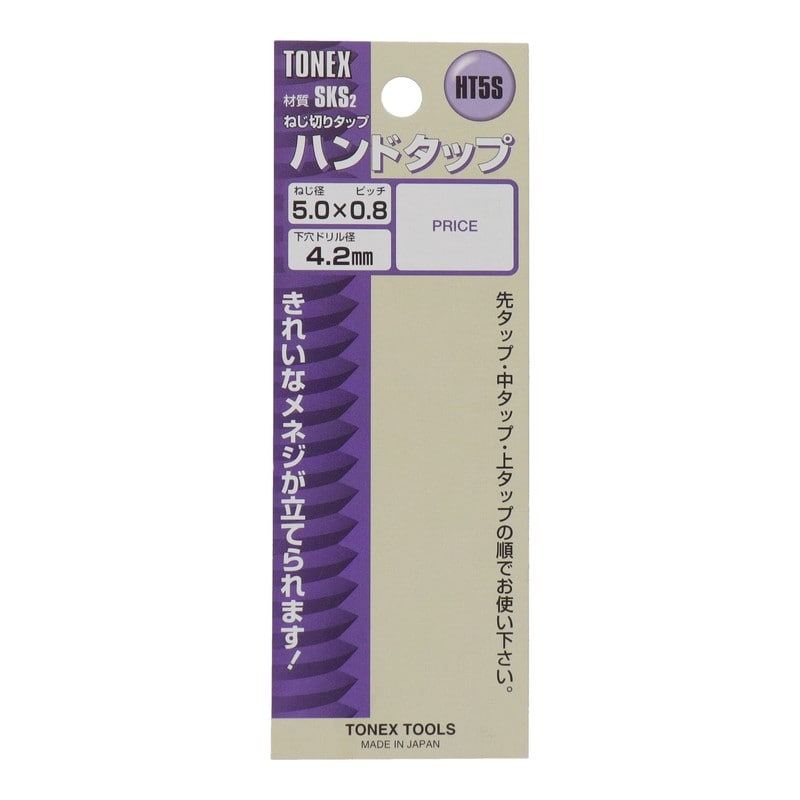 TONEX
HT5S
材質 SKS2
ねじ切りタップ
ハンドタップ
ねじ径 ピッチ
5.0×0.8
PRICE
下穴ドリル径
4.2mm
きれいなメネジが立てられます!
先タップ・中タップ・上タップの順でお使い下さい。
TONEX TOOLS
MADE IN JAPAN